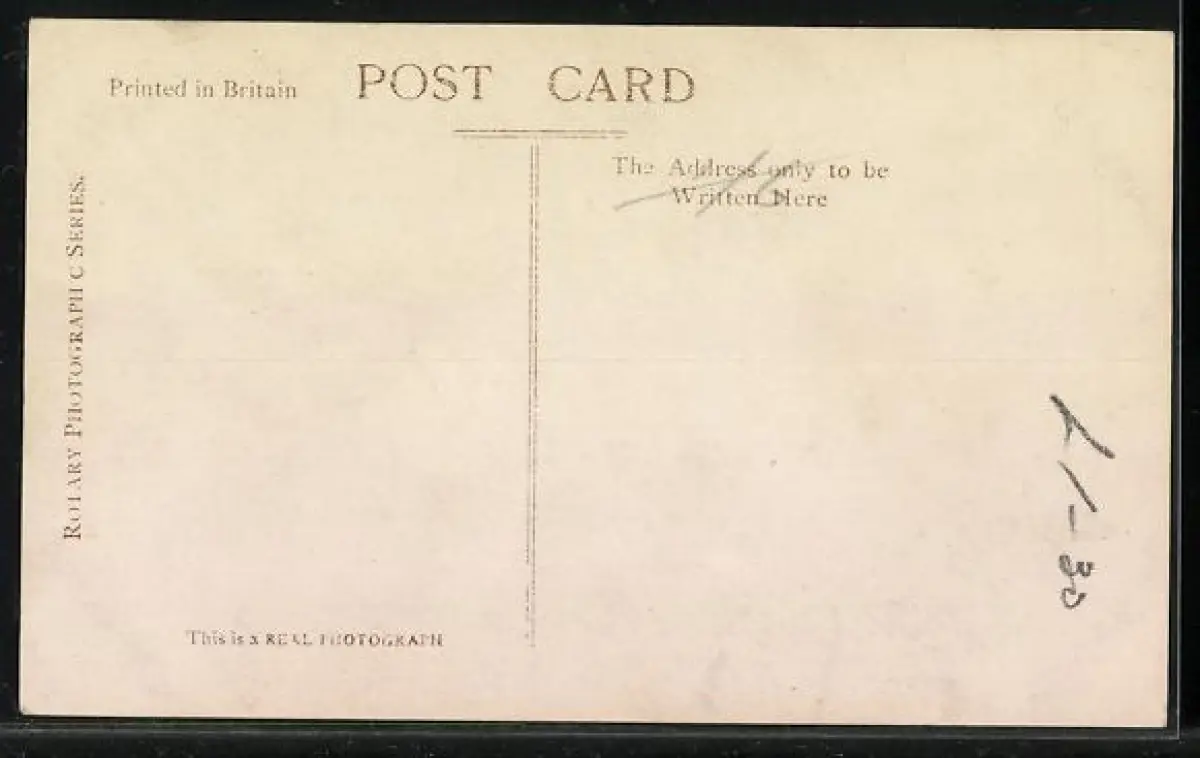 Printed in Britain
POST CARD
The Address only to be
Written Here
ROTARY PHOTOGRAPHIC SERIES.
This is a REAL PHOTOGRAPH